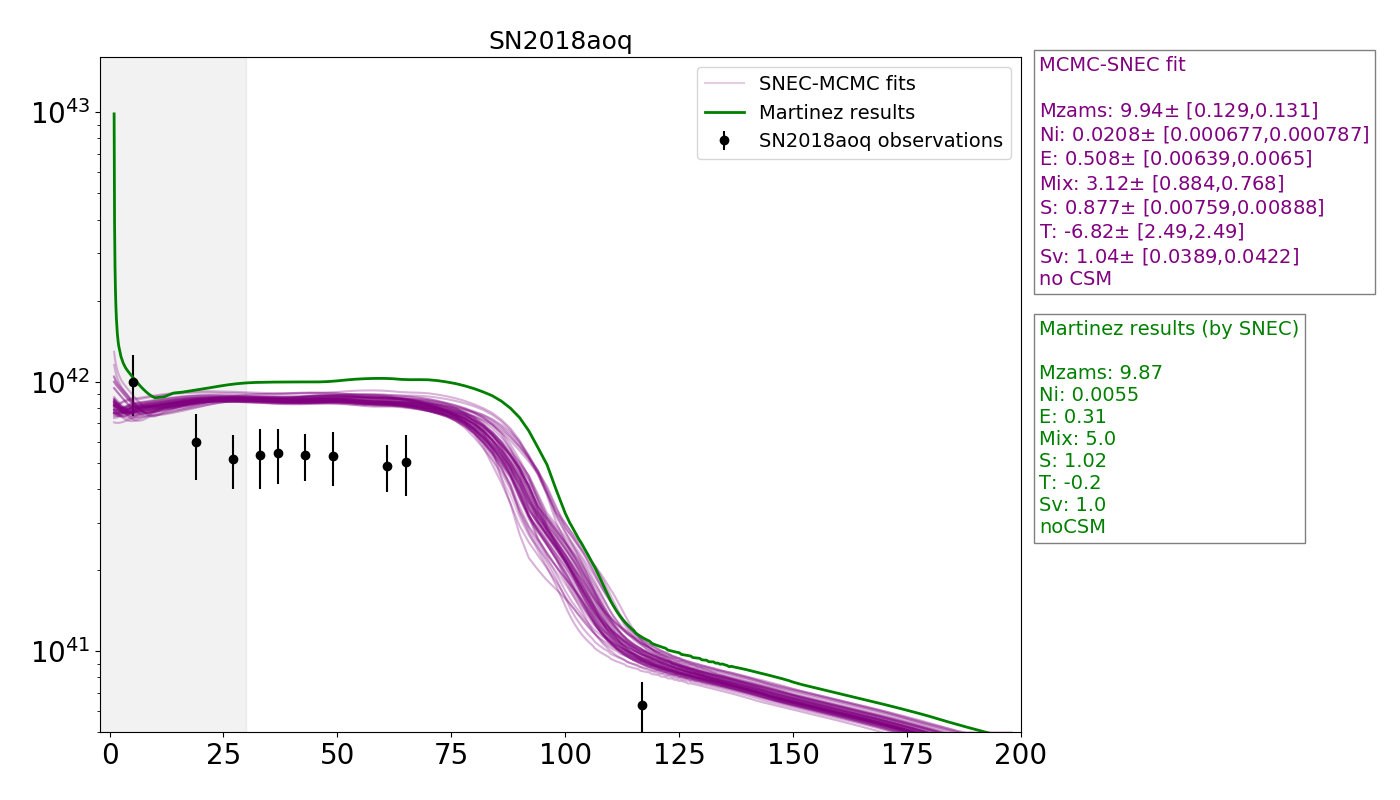 SN2018aoq
10^43
10^42
10^41
0 25 50 75 100 125 150 175 200
SNEC-MCMC fits
Martinez results
SN2018aoq observations
MCMC-SNEC fit
Mzams: 9.94± [0.129,0.131]
Ni: 0.0208± [0.000677,0.000787]
E: 0.508± [0.00639,0.0065]
Mix: 3.12± [0.884,0.768]
S: 0.877± [0.00759,0.00888]
T: -6.82± [2.49,2.49]
Sv: 1.04± [0.0389,0.0422]
no CSM
Martinez results (by SNEC)
Mzams: 9.87
Ni: 0.0055
E: 0.31
Mix: 5.0
S: 1.02
T: -0.2
Sv: 1.0
noCSM